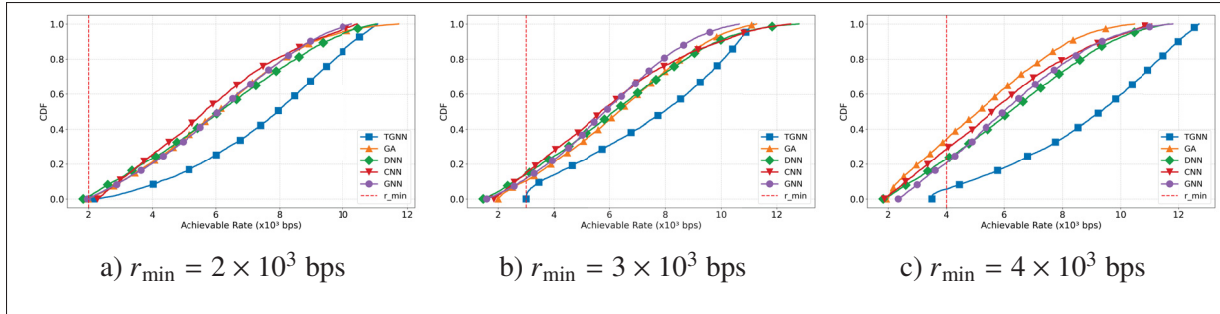 1.0
0.8
0.6
0.4
0.2
0.0
CDF
2 4 6 8 10 12
Achievable Rate (x10³ bps)
TGNN
GA
DNN
CNN
GNN
r_min
a) r_min = 2 × 10³ bps
1.0
0.8
0.6
0.4
0.2
0.0
CDF
2 4 6 8 10 12
Achievable Rate (x10³ bps)
TGNN
GA
DNN
CNN
GNN
r_min
b) r_min = 3 × 10³ bps
1.0
0.8
0.6
0.4
0.2
0.0
CDF
2 4 6 8 10 12
Achievable Rate (x10³ bps)
TGNN
GA
DNN
CNN
GNN
r_min
c) r_min = 4 × 10³ bps